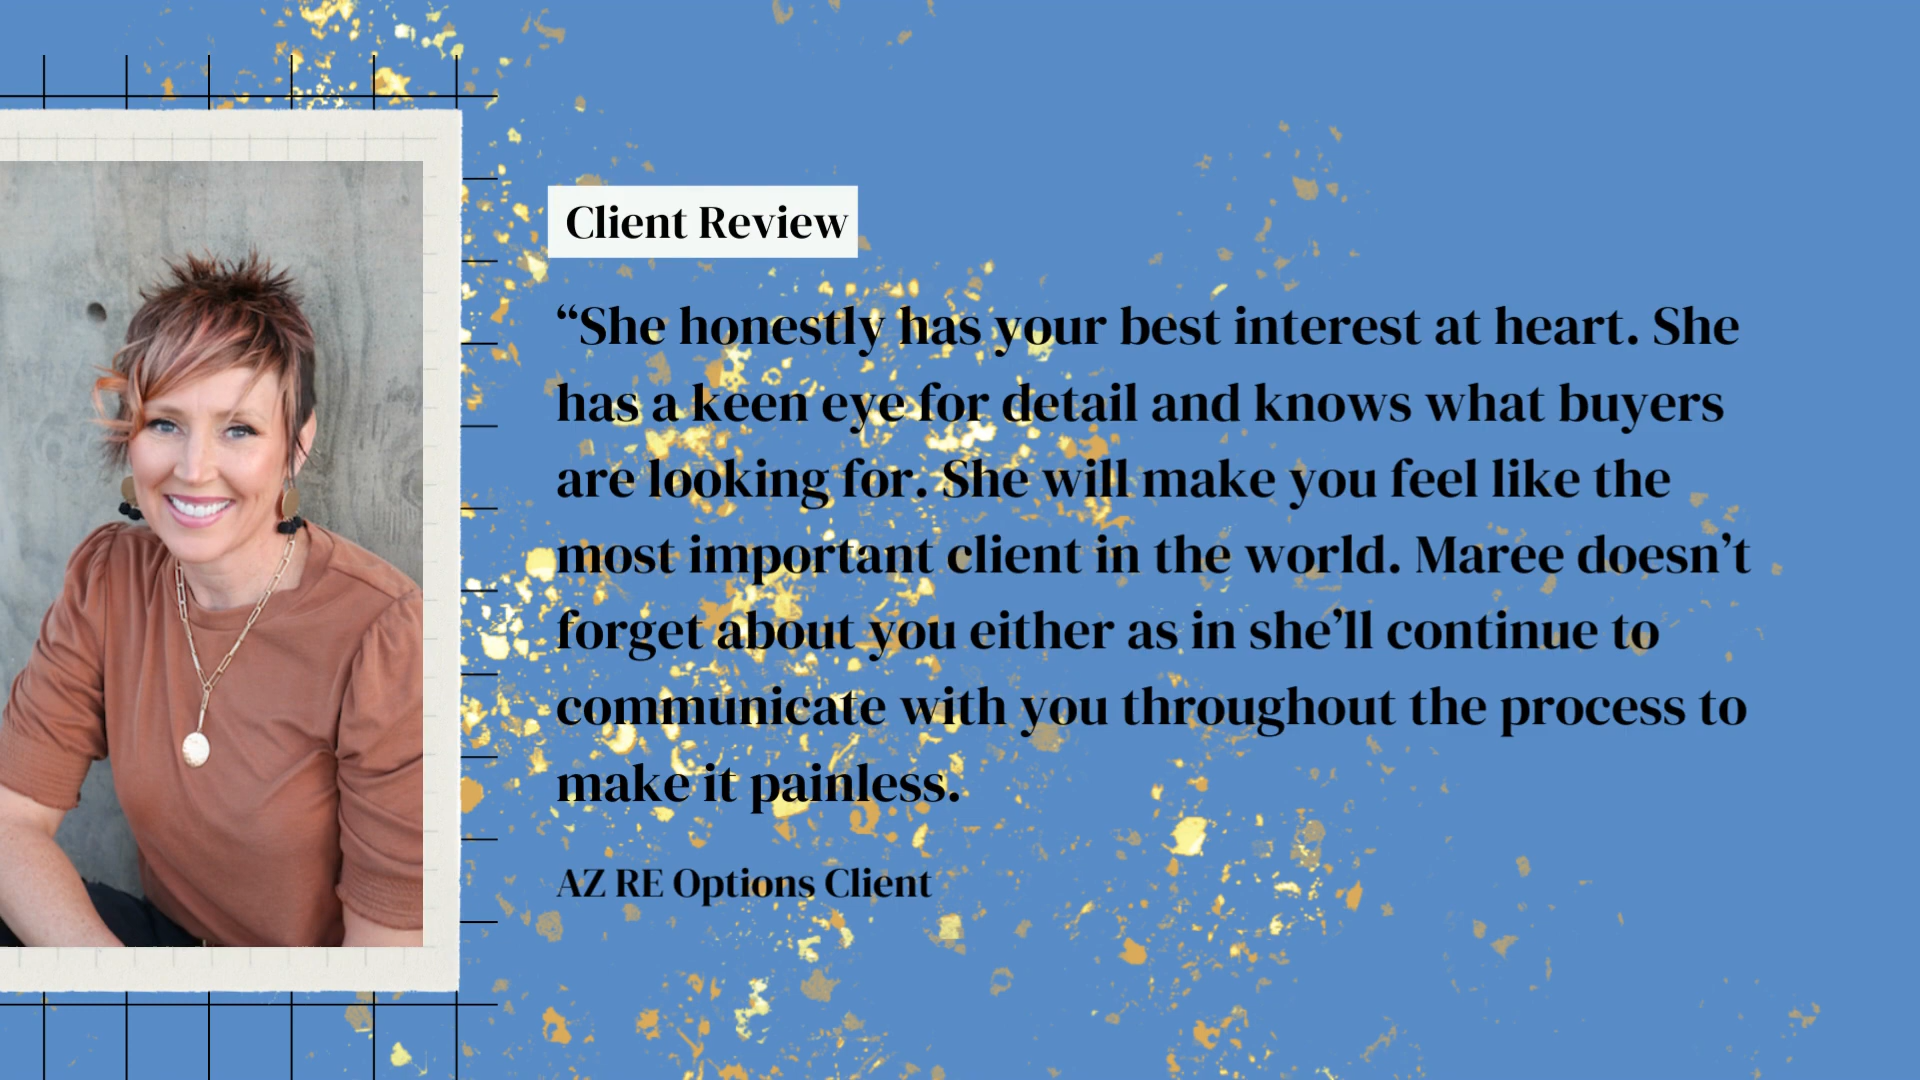 Client Review
“She honestly has your best interest at heart. She
has a keen eye for detail and knows what buyers
are looking for. She will make you feel like the
most important client in the world. Maree doesn’t
forget about you either as in she’ll continue to
communicate with you throughout the process to
make it painless.
AZ RE Options Client